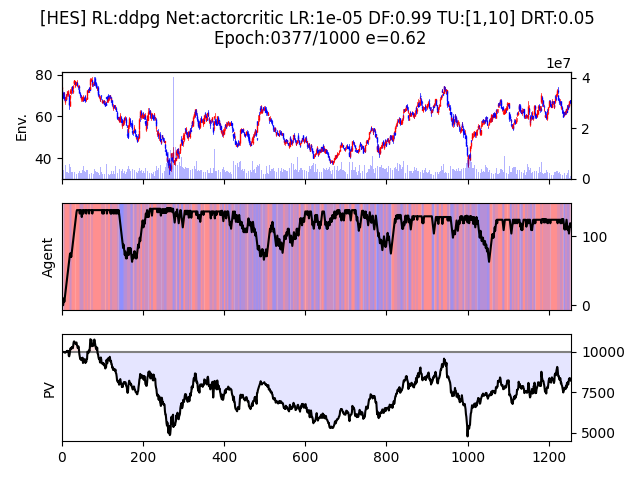 [HES] RL:ddpg Net:actorcritic LR:1e-05 DF:0.99 TU:[1,10] DRT:0.05
Epoch:0377/1000 e=0.62
1e7
80
60
40
Env.
4
2
0
Agent
100
0
PV
10000
7500
5000
0 200 400 600 800 1000 1200